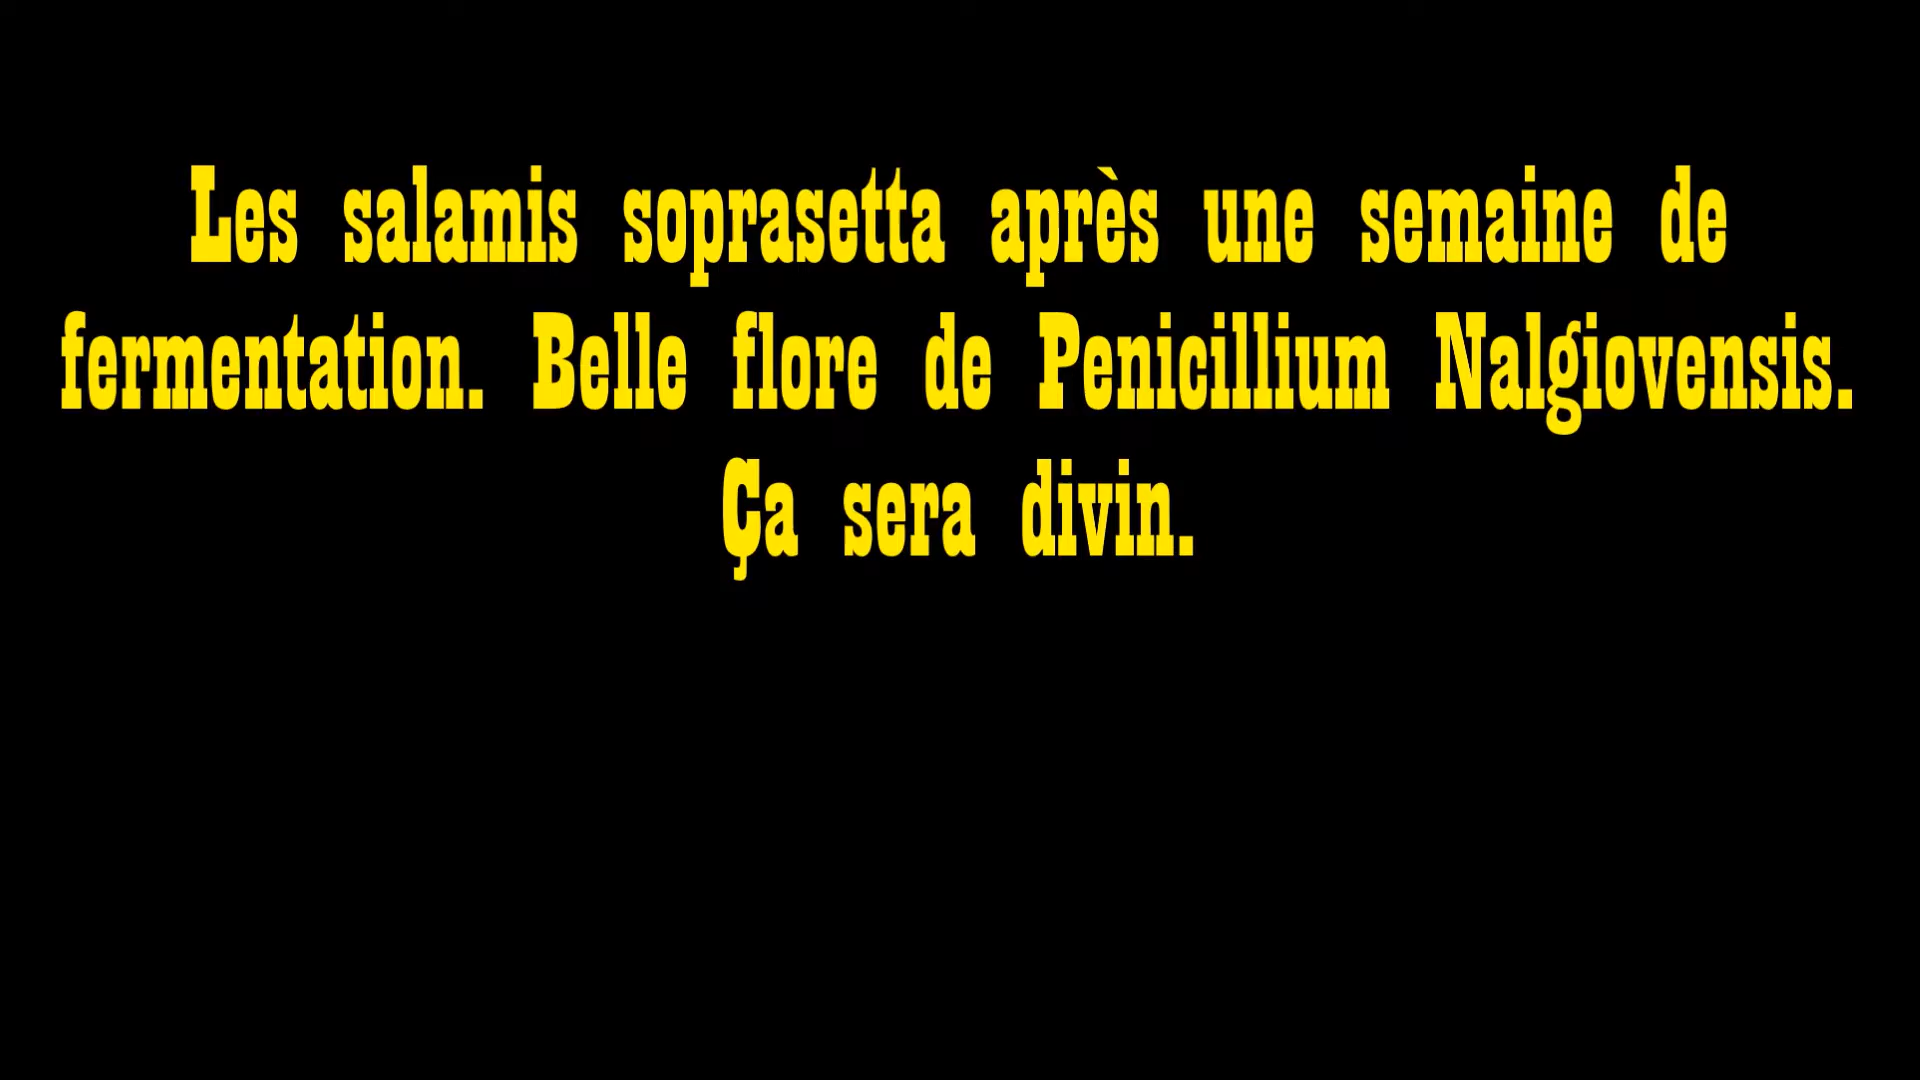 Les salamis soprasetta après une semaine de
fermentation. Belle flore de Penicillium Nalgiovensis.
Ça sera divin.